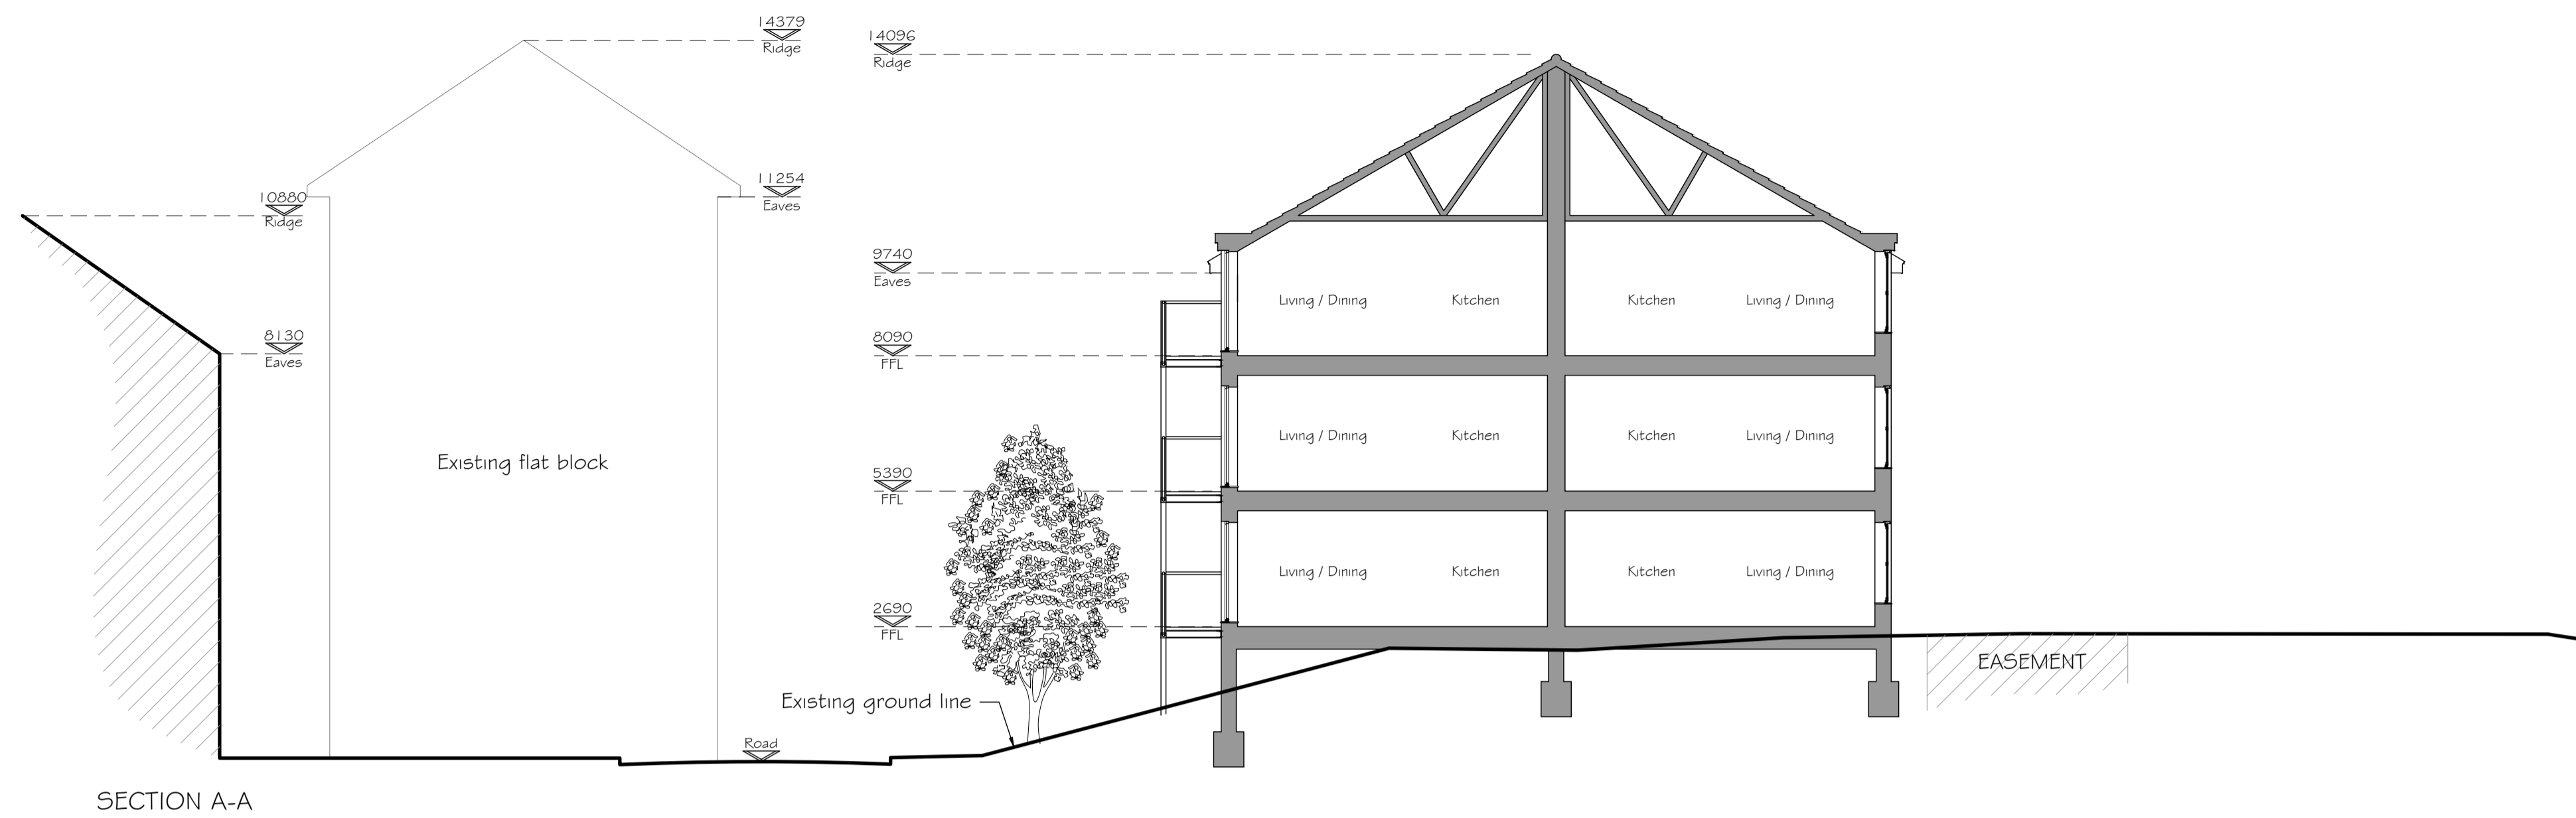 14379
Ridge
14096
Ridge
11254
Eaves
10880
Ridge
9740
Eaves
8130
Eaves
8090
FFL
Living / Dining Kitchen Kitchen Living / Dining
Existing flat block
5390
FFL
Living / Dining Kitchen Kitchen Living / Dining
2690
FFL
Living / Dining Kitchen Kitchen Living / Dining
EASEMENT
Existing ground line
Road
SECTION A-A